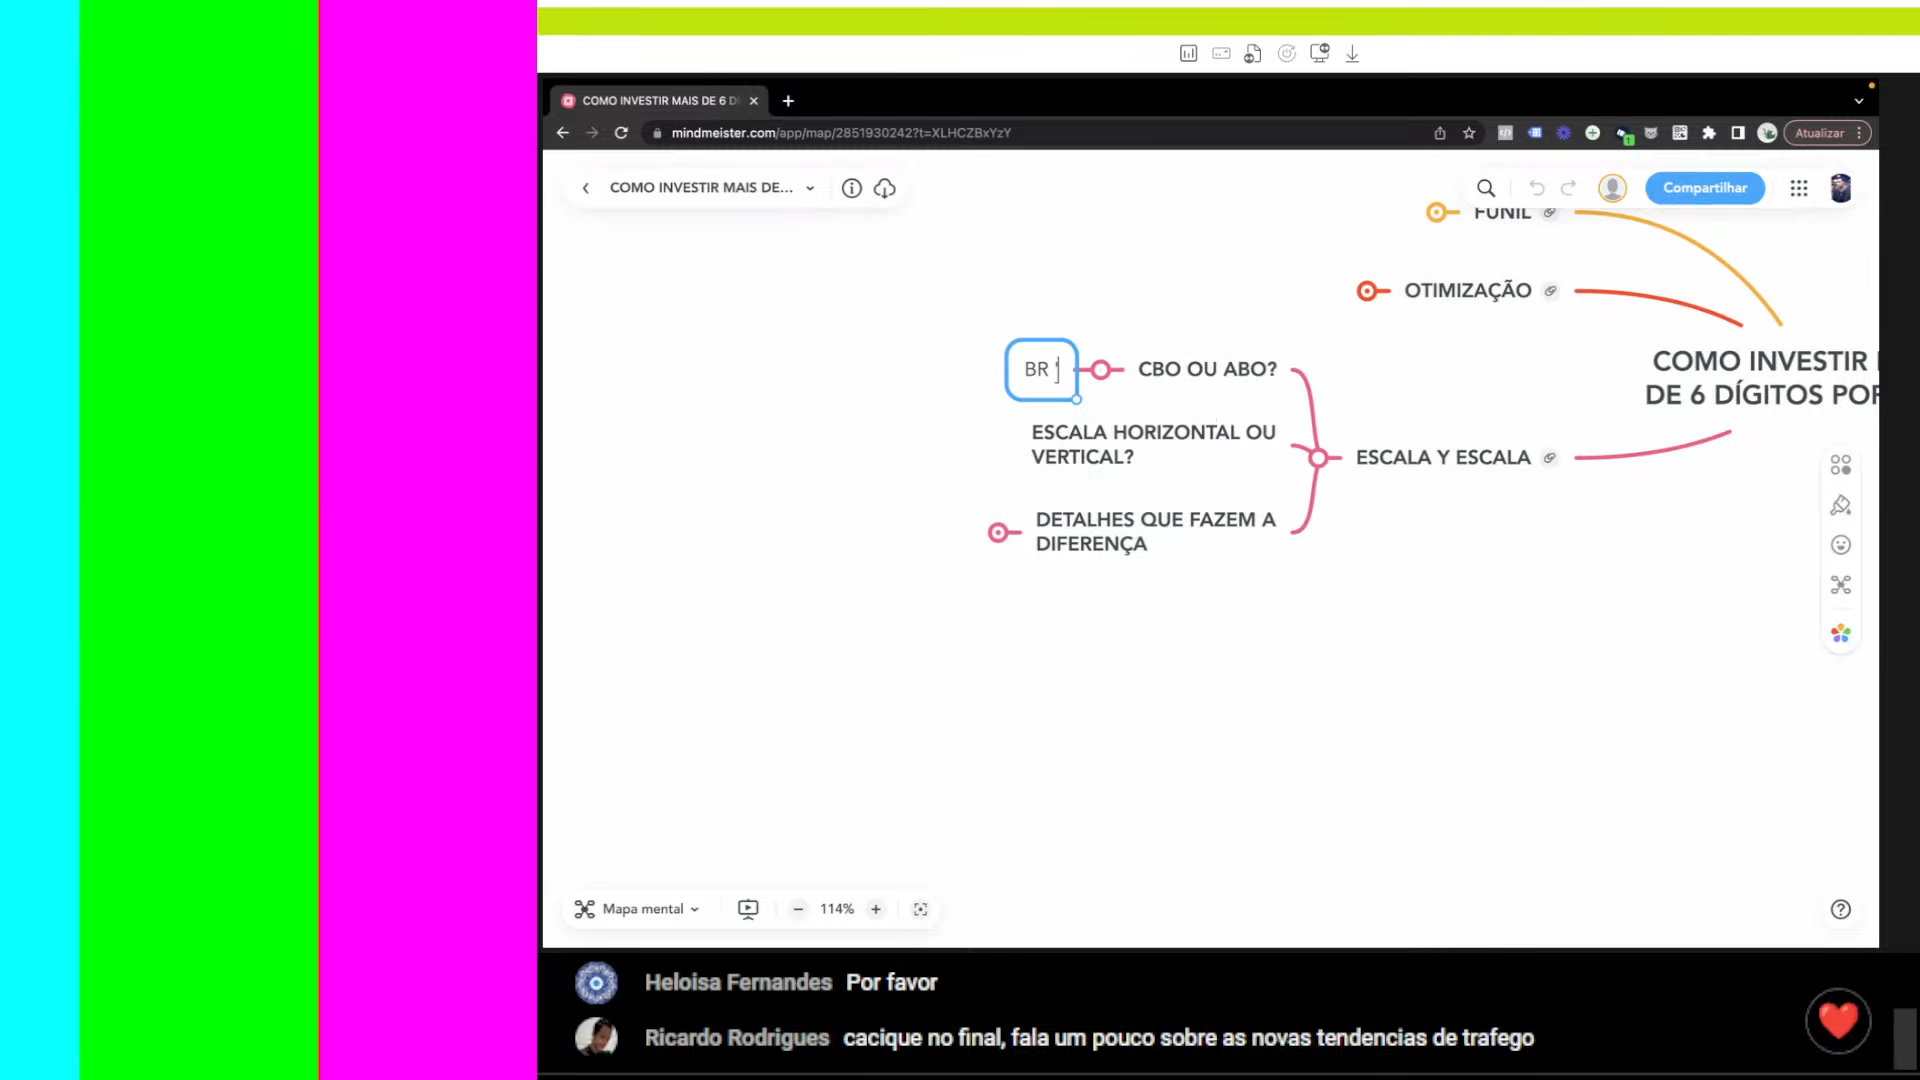 COMO INVESTIR MAIS DE 6 D
mindmeister.com/app/map/2851930242?t=XLHCZBxYzY
1
Atualizar
COMO INVESTIR MAIS DE...
Compartilhar
FUNIL
OTIMIZAÇÃO
BR
CBO OU ABO?
COMO INVESTIR
DE 6 DÍGITOS POR
ESCALA HORIZONTAL OU
VERTICAL?
ESCALA Y ESCALA
DETALHES QUE FAZEM A
DIFERENÇA
Mapa mental
114%
Heloisa Fernandes Por favor
Ricardo Rodrigues cacique no final, fala um pouco sobre as novas tendencias de trafego